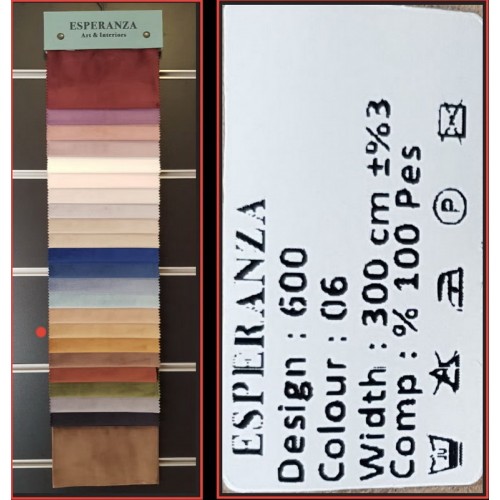 ESPERANZA
Art & Interiors
ESPERANZA
Design : 600
Colour : 06
Width : 300 cm ±%3
Comp : % 100 Pes
P